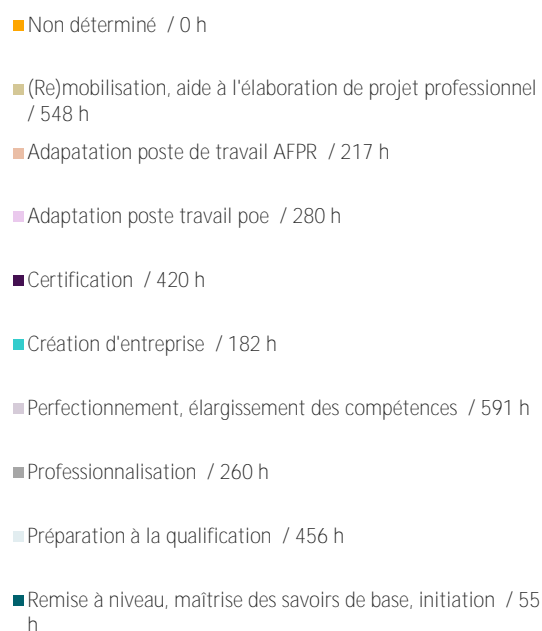 Non déterminé / 0 h
(Re)mobilisation, aide à l'élaboration de projet professionnel
/ 548 h
Adapatation poste de travail AFPR / 217 h
Adaptation poste travail poe / 280 h
Certification / 420 h
Création d'entreprise / 182 h
Perfectionnement, élargissement des compétences / 591 h
Professionnalisation / 260 h
Préparation à la qualification / 456 h
Remise à niveau, maîtrise des savoirs de base, initiation / 55
h